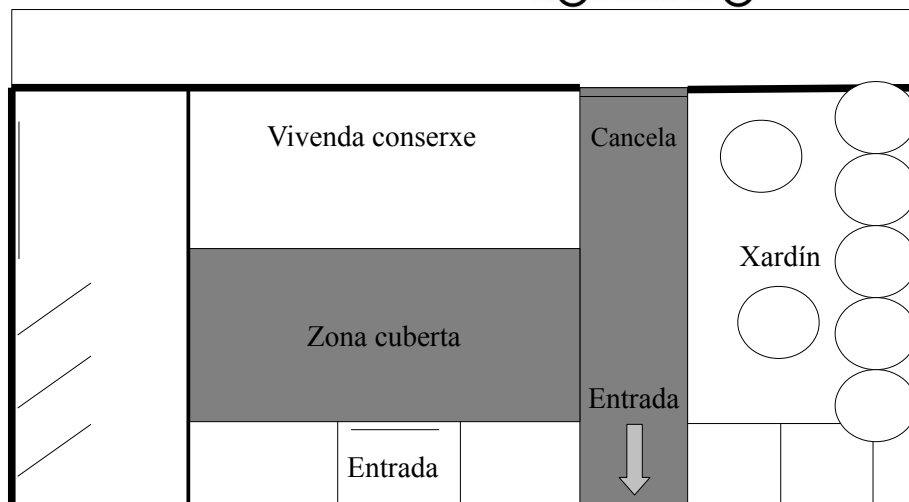 Vivenda conserxe
Cancela
Xardín
Zona cuberta
Entrada
Entrada